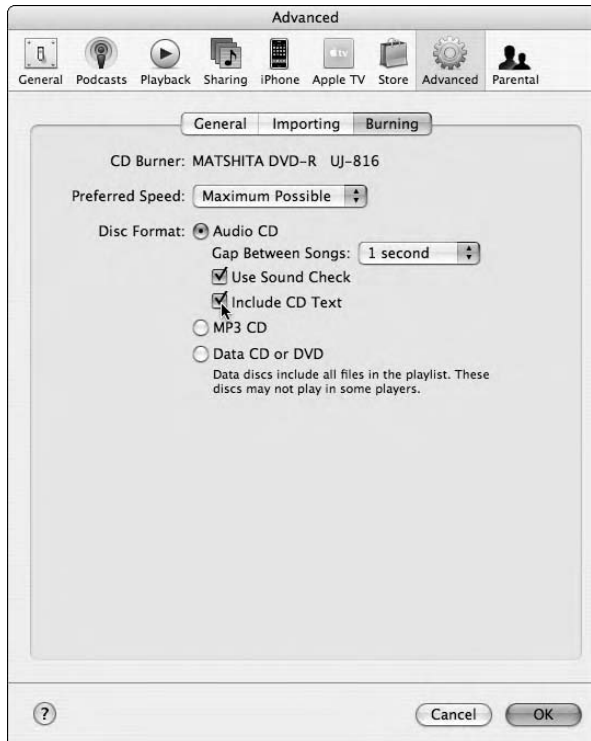 Advanced
General Podcasts Playback Sharing iPhone Apple TV Store Advanced Parental
General Importing Burning
CD Burner: MATSHITA DVD-R UJ-816
Preferred Speed: Maximum Possible
Disc Format: Audio CD
Gap Between Songs: 1 second
Use Sound Check
Include CD Text
MP3 CD
Data CD or DVD
Data discs include all files in the playlist. These
discs may not play in some players.
? Cancel OK